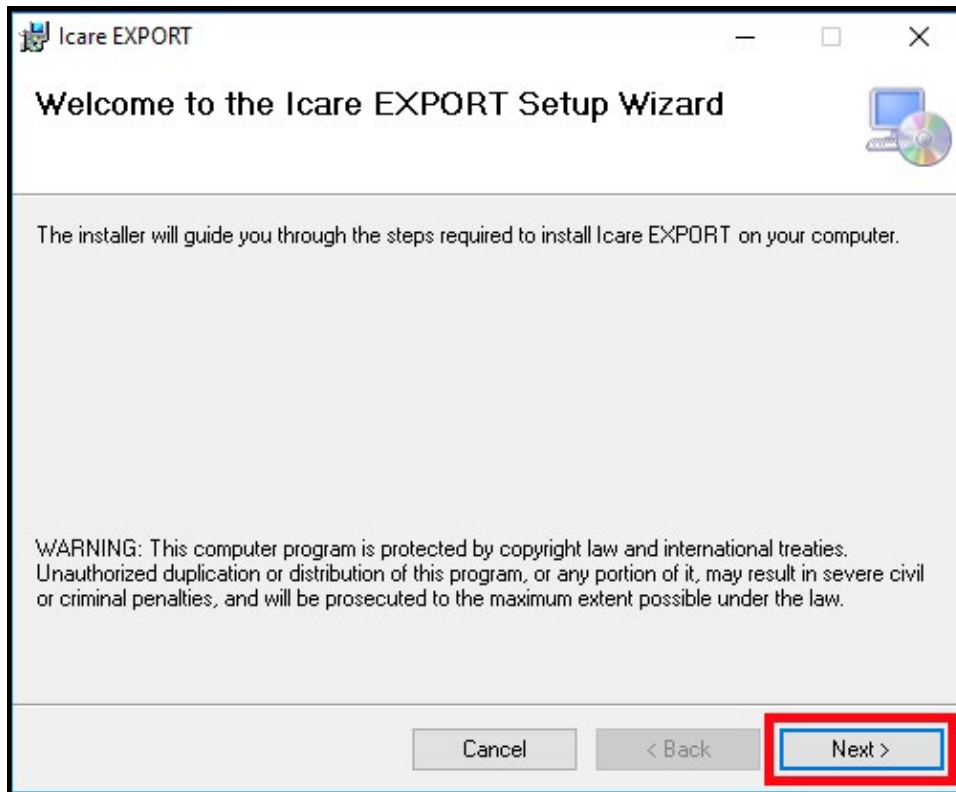 Icare EXPORT
Welcome to the Icare EXPORT Setup Wizard
The installer will guide you through the steps required to install Icare EXPORT on your computer.
WARNING: This computer program is protected by copyright law and international treaties.
Unauthorized duplication or distribution of this program, or any portion of it, may result in severe civil
or criminal penalties, and will be prosecuted to the maximum extent possible under the law.
Cancel < Back Next >